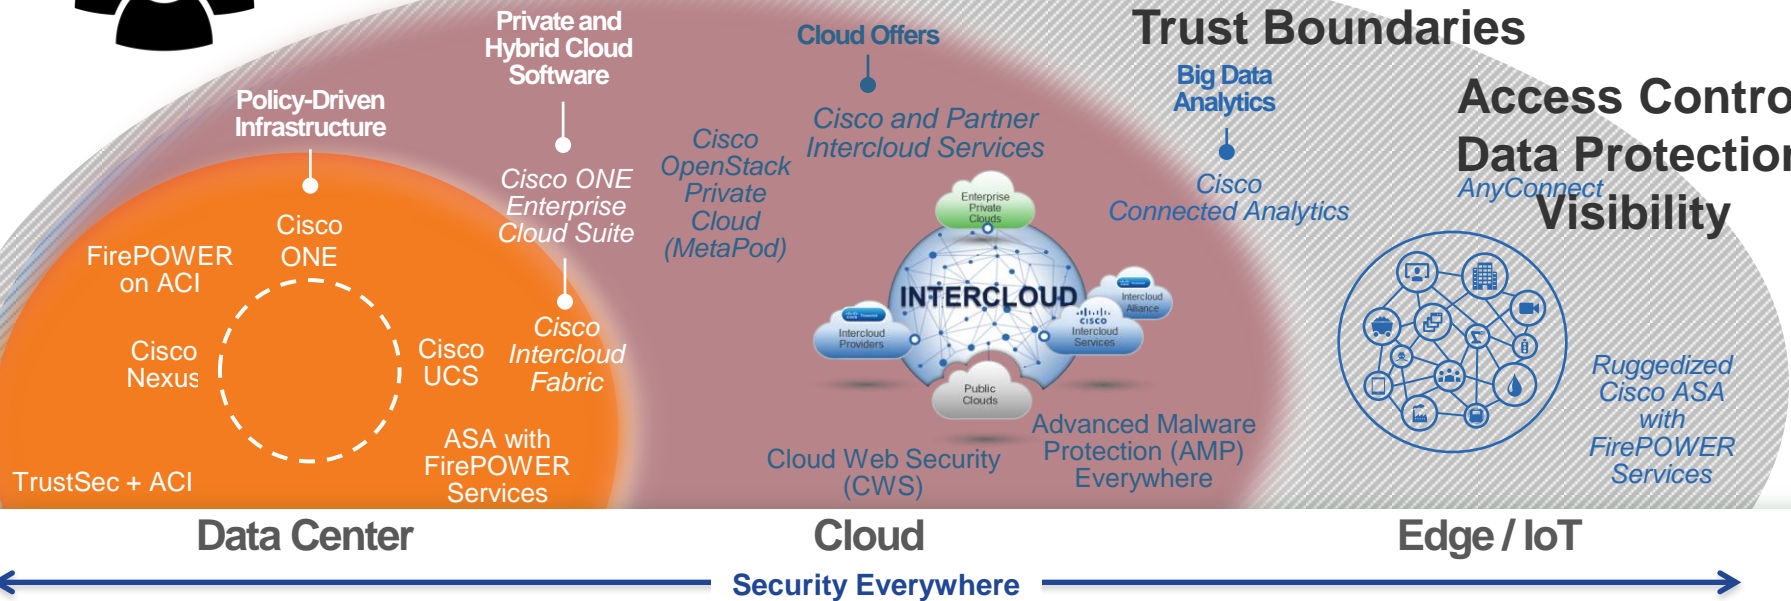 Trust Boundaries
Access Contro
Data Protection
Visibility
Policy-Driven
Infrastructure
Private and
Hybrid Cloud
Software
Cloud Offers
Big Data
Analytics
Cisco
ONE
FirePOWER
on ACI
Cisco
Nexus
Cisco
UCS
TrustSec + ACI
ASA with
FirePOWER
Services
Cisco ONE
Enterprise
Cloud Suite
Cisco
Intercloud
Fabric
Cisco
OpenStack
Private
Cloud
(MetaPod)
Cisco and Partner
Intercloud Services
Enterprise
Private
Clouds
INTERCLOUD
Intercloud
Providers
Intercloud
Alliance
CISCO
Intercloud
Services
Public
Clouds
Cloud Web Security
(CWS)
Advanced Malware
Protection (AMP)
Everywhere
Cisco
Connected Analytics
AnyConnect
Ruggedized
Cisco ASA
with
FirePOWER
Services
Data Center
Cloud
Edge / IoT
Security Everywhere